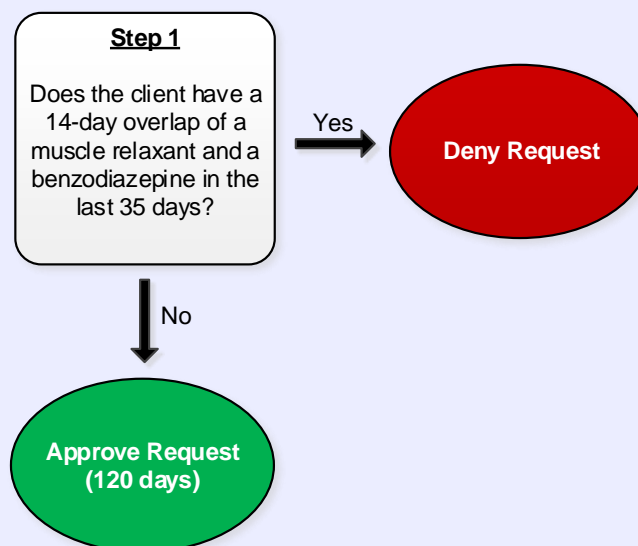 Step 1
Does the client have a
14-day overlap of a
muscle relaxant and a
benzodiazepine in the
last 35 days?
Yes
Deny Request
No
Approve Request
(120 days)